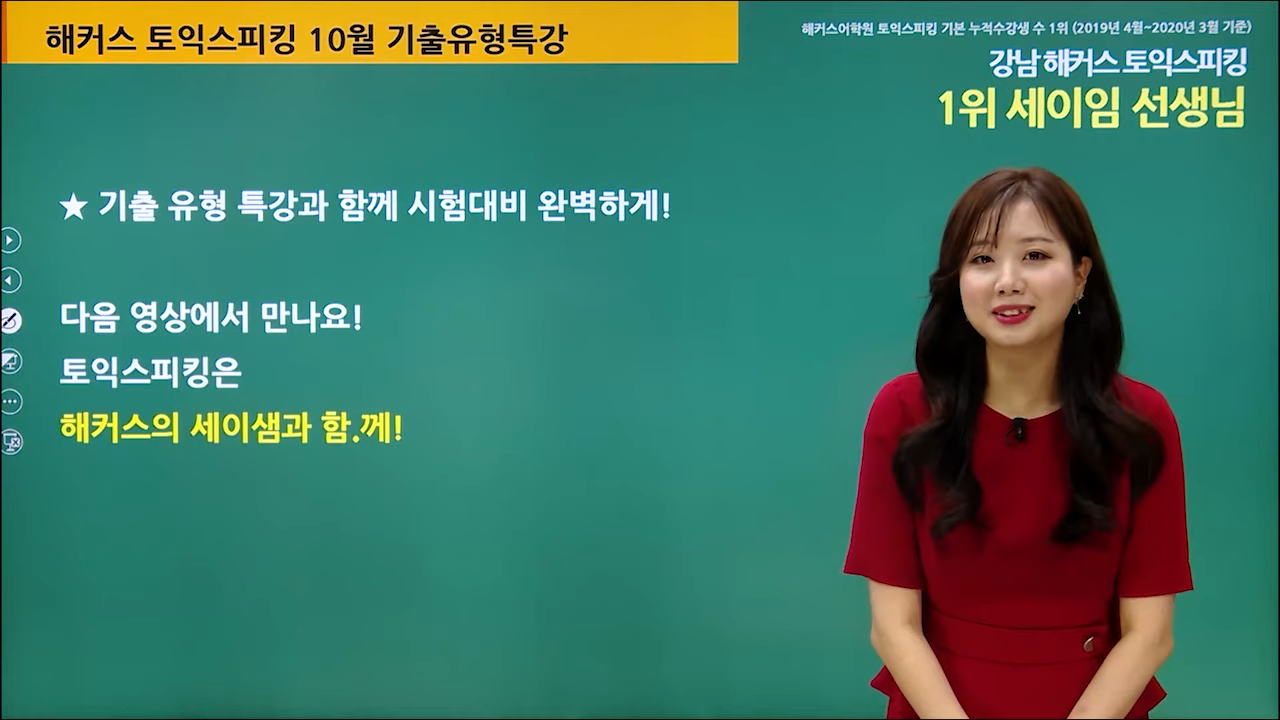 해커스 토익스피킹 10월 기출유형특강
해커스어학원 토익스피킹 기본 누적수강생 수 1위 (2019년 4월~2020년 3월 기준)
강남 해커스 토익스피킹
1위 세이임 선생님
★ 기출 유형 특강과 함께 시험대비 완벽하게!
다음 영상에서 만나요!
토익스피킹은
해커스의 세이샘과 함.께!